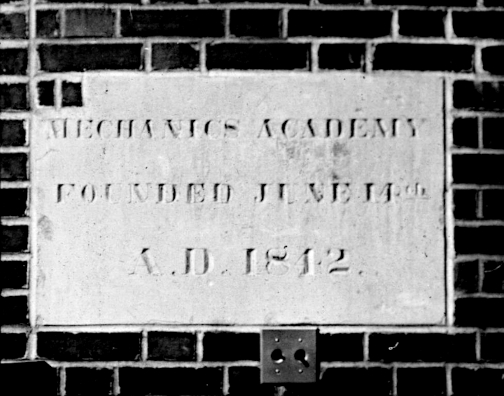 MECHANICS ACADEMY
FOUNDED JUNE 14th
A.D. 1842.